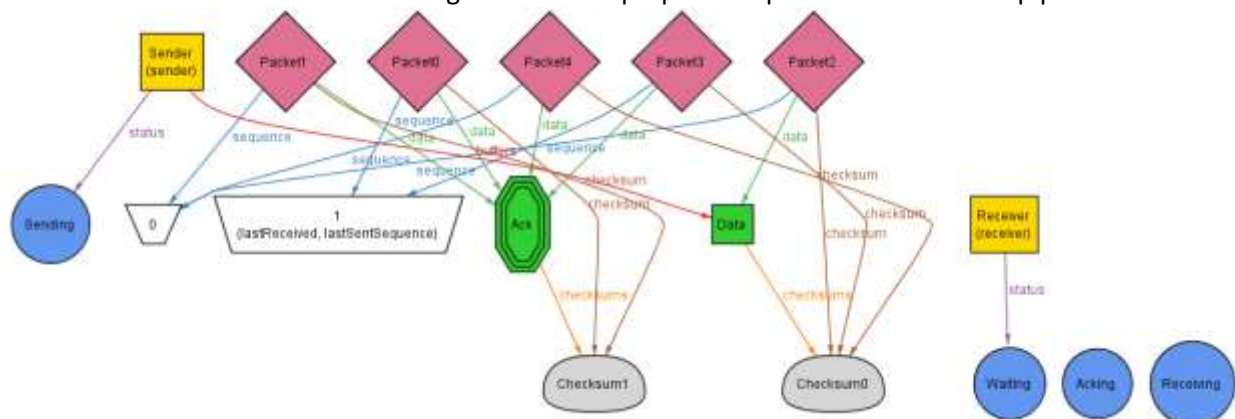 Sender
(sender)
Packet1
Packet0
Packet4
Packet3
Packet2
status
sequence
data
sequence
data
buffers
data
data
sequence
data
sequence
sequence
checksum
checksum
checksum
checksum
checksum
Sending
0
1
(lastReceived, lastSentSequence)
Ack
Data
Receiver
(receiver)
checksums
checksums
status
Checksum1
Checksum0
Waiting
Acking
Receiving